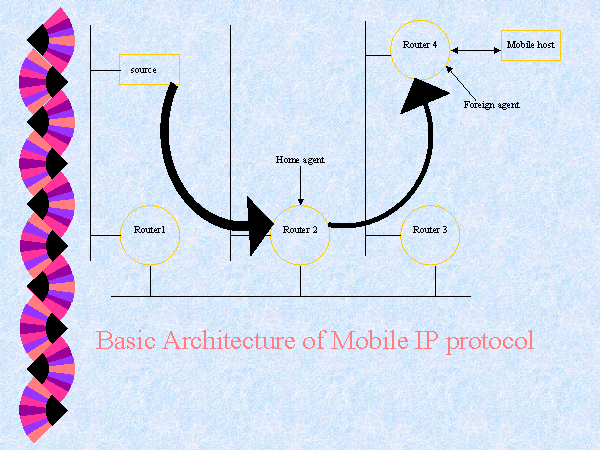 Router 4
Mobile host
source
Foreign agent
Home agent
Router1
Router 2
Router 3
Basic Architecture of Mobile IP protocol